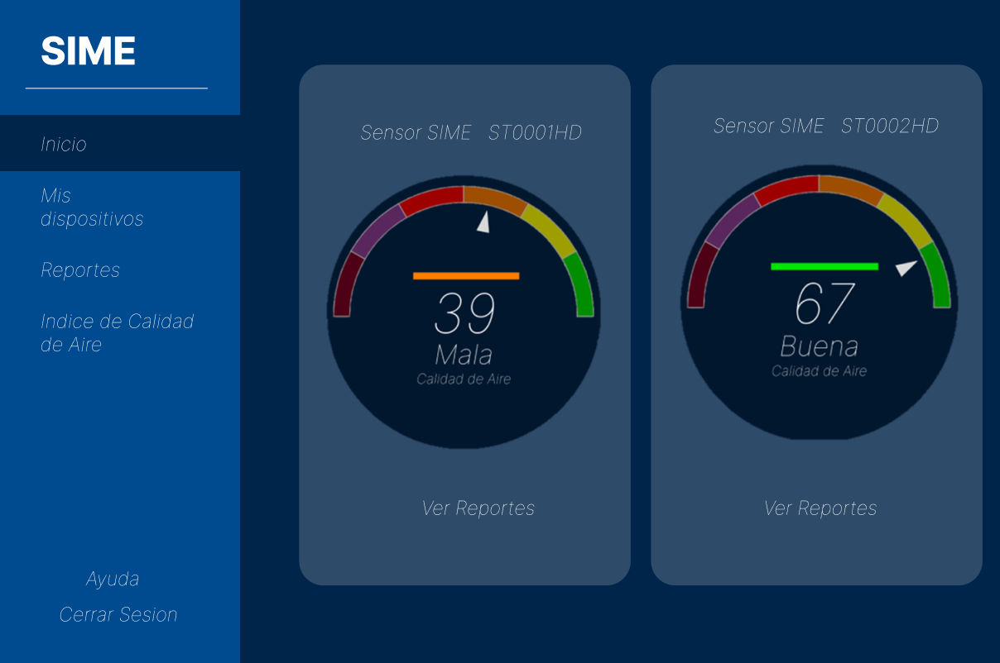 SIME
Inicio
Mis
dispositivos
Reportes
Indice de Calidad
de Aire
Ayuda
Cerrar Sesion
Sensor SIME ST0001HD
39
Mala
Calidad de Aire
Ver Reportes
Sensor SIME ST0002HD
67
Buena
Calidad de Aire
Ver Reportes